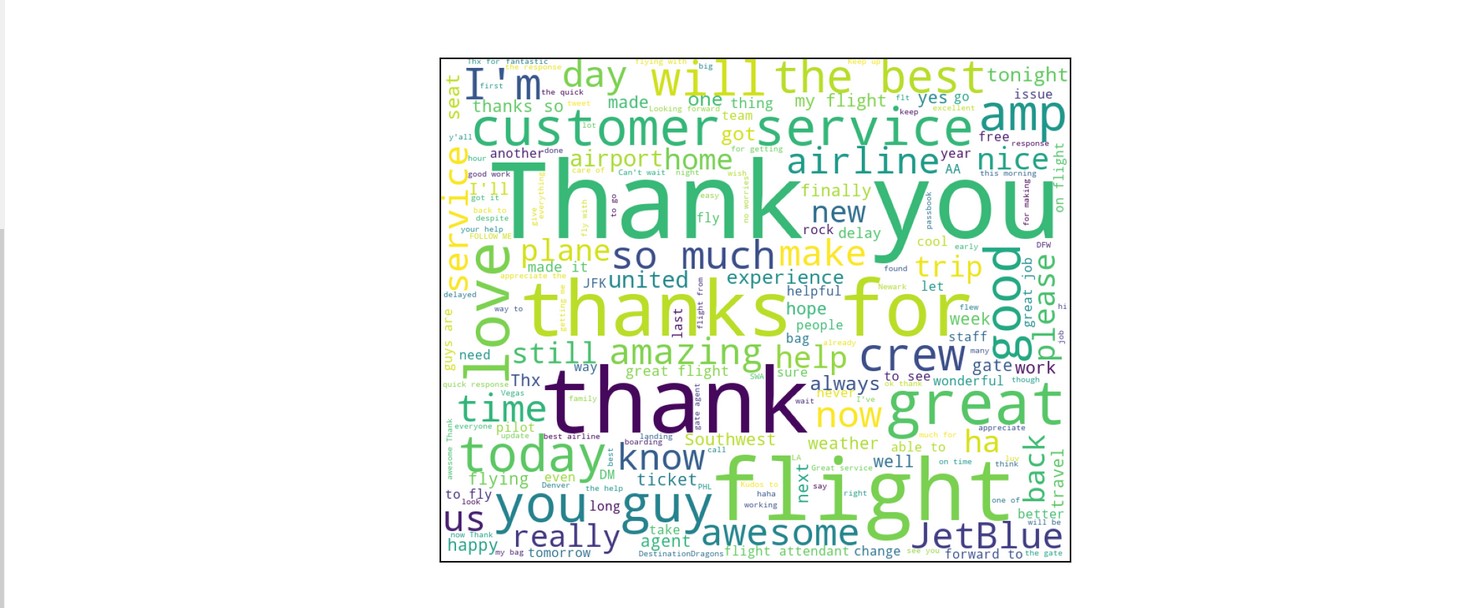 Thx for fantastic
the response
flying with
big
keep up
I'm
first
the quick
day
will
the best
tonight
seat
thanks so
tweet
made
Looking forward
one
thing
my flight
flt
yes
go
excellent
issue
amp
keep
customer service
lot
team
got
free
response
y'all
hour
another
done
airport
home
for getting
airline
year
AA
nice
this morning
on flight
good work
I'll
got it
care of
Can't wait
night
wish
Thank you
give
everything
fly with
to go
easy
fly
no worries
finally
new
passbook
for making
back to
despite
your help
FOLLOW ME
rock
delay
cool
early
DFW
service
plane
so much
make
found
trip
made it
appreciate the
JFK
united
experience
helpful
Newark
let
good
great job
please
delayed
love
way to
thanks for
getting me
last
flight from
hope
people
flew
week
hi
job
guys are
bag
already
staff
need
still
amazing
help
crew
many
gate
work
way
great flight
SWA
sure
always
to see
wonderful
though
quick response
Thx
ok thank
Vegas
thank
family
gate agent
wait
never
I've
now
great
time
everyone
pilot
update
best airline
landing
boarding
Southwest
weather
much for
able to
appreciate
ha
awesome Thank
today
best
know
call
LA
Great service
well
on time
luv
think
back
travel
flying
even
DM
ticket
PHL
Kudos to
flight
next
say
right
to fly
look
Denver
the help
haha
working
one of
better
will be
us
you
long
guy
take
now Thank
really
agent
awesome
JetBlue
happy
my bag
tomorrow
DestinationDragons
flight attendant
change
see you
forward to
the gate